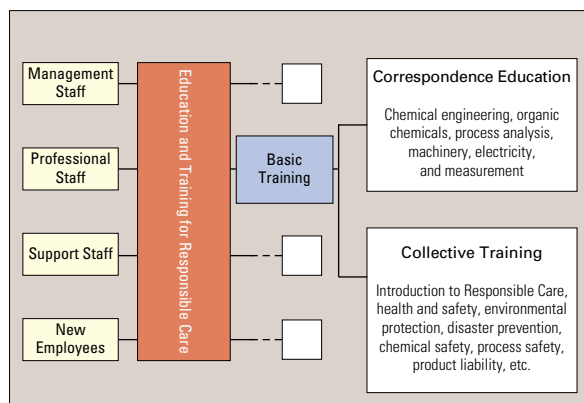 Management
Staff
Professional
Staff
Support Staff
New
Employees
Education and Training for Responsible Care
Basic
Training
Correspondence Education
Chemical engineering, organic
chemicals, process analysis,
machinery, electricity,
and measurement
Collective Training
Introduction to Responsible Care,
health and safety, environmental
protection, disaster prevention,
chemical safety, process safety,
product liability, etc.